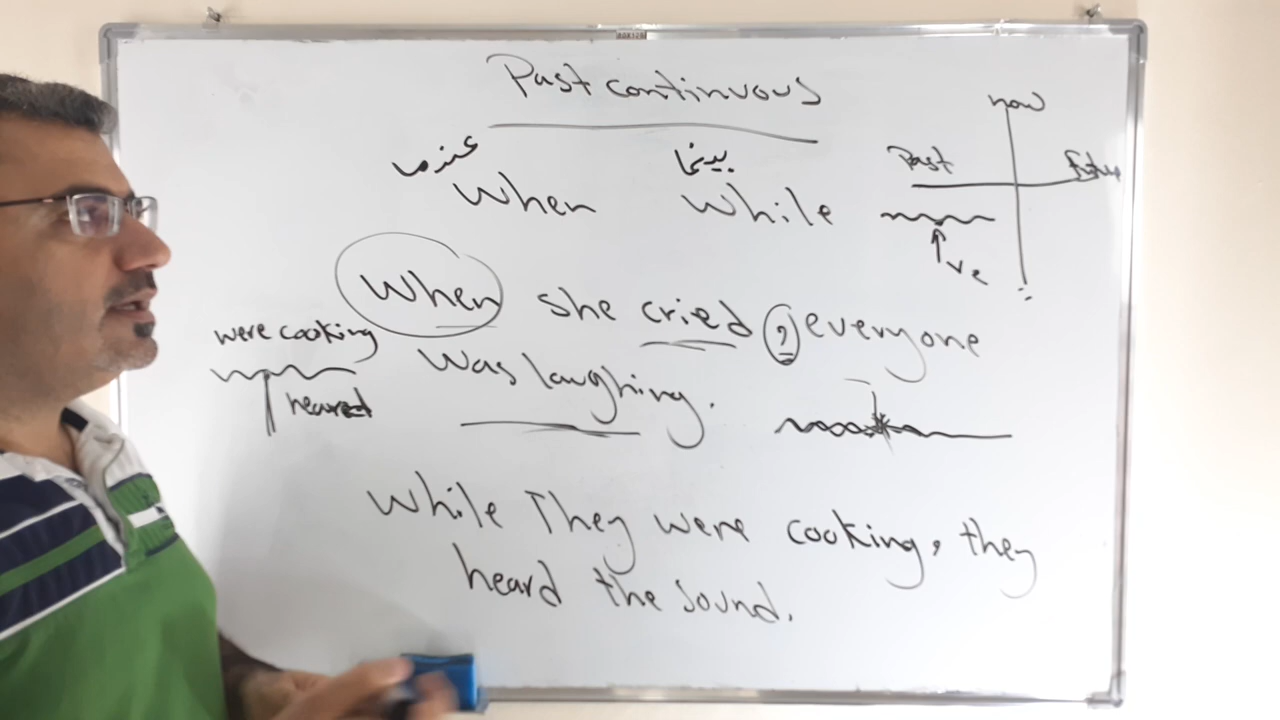 Past continuous
عندما
بينما
When
While
now
Past
future
V2
When she cried, everyone
was laughing.
were cooking
heard
While They were cooking, they
heard the sound.